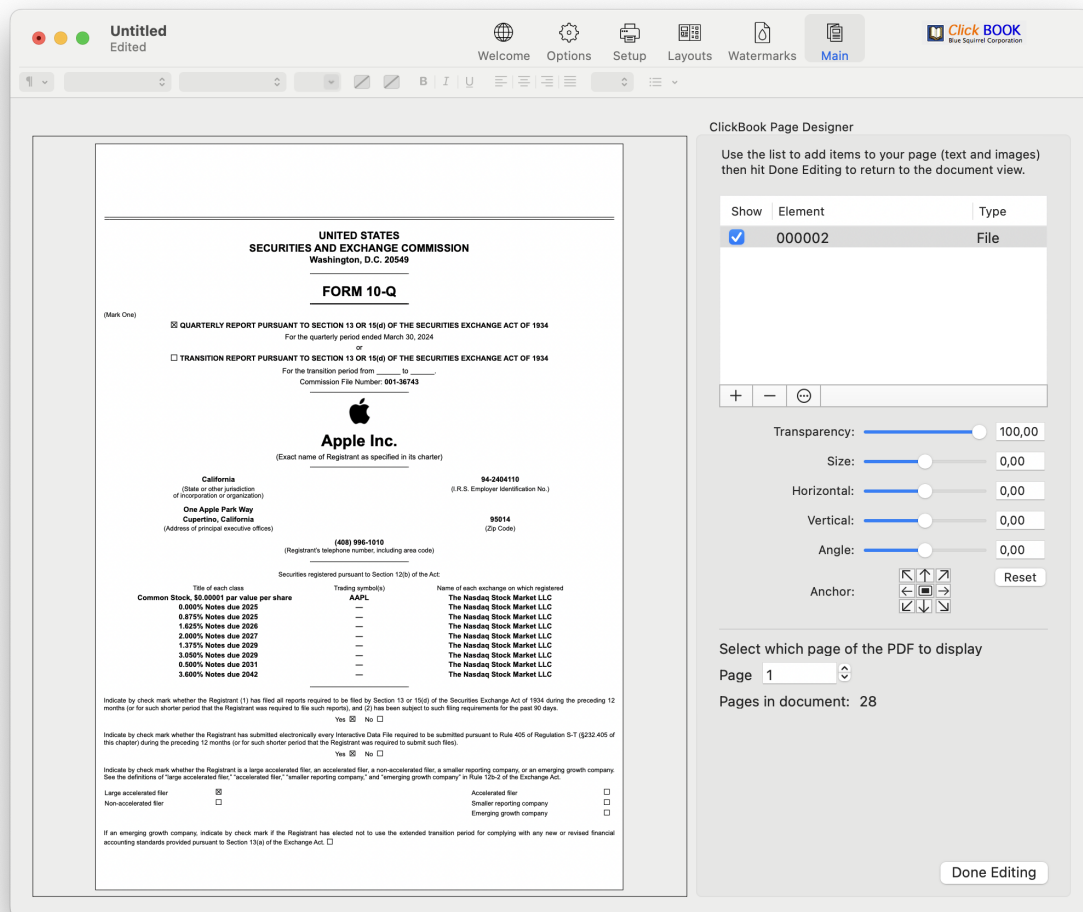 Untitled
Edited
Welcome
Options
Setup
Layouts
Watermarks
Main
Click BOOK
Blue Squirrel Corporation
¶
B I U
ClickBook Page Designer
Use the list to add items to your page (text and images)
then hit Done Editing to return to the document view.
Show Element Type
000002 File
Transparency: 100,00
Size: 0,00
Horizontal: 0,00
Vertical: 0,00
Angle: 0,00
Anchor: Reset
Select which page of the PDF to display
Page 1
Pages in document: 28
Done Editing
UNITED STATES
SECURITIES AND EXCHANGE COMMISSION
Washington, D.C. 20549
FORM 10-Q
(Mark One)
☒ QUARTERLY REPORT PURSUANT TO SECTION 13 OR 15(d) OF THE SECURITIES EXCHANGE ACT OF 1934
For the quarterly period ended March 30, 2024
or
☐ TRANSITION REPORT PURSUANT TO SECTION 13 OR 15(d) OF THE SECURITIES EXCHANGE ACT OF 1934
For the transition period from ______ to ______.
Commission File Number: 001-36743
Apple Inc.
(Exact name of Registrant as specified in its charter)
California 94-2404110
(State or other jurisdiction (I.R.S. Employer Identification No.)
of incorporation or organization)
One Apple Park Way
Cupertino, California 95014
(Address of principal executive offices) (Zip Code)
(408) 996-1010
(Registrant's telephone number, including area code)
Securities registered pursuant to Section 12(b) of the Act:
Title of each class Trading symbol(s) Name of each exchange on which registered
Common Stock, $0.00001 par value per share AAPL The Nasdaq Stock Market LLC
0.000% Notes due 2025 — The Nasdaq Stock Market LLC
0.875% Notes due 2025 — The Nasdaq Stock Market LLC
1.625% Notes due 2026 — The Nasdaq Stock Market LLC
2.000% Notes due 2027 — The Nasdaq Stock Market LLC
1.375% Notes due 2029 — The Nasdaq Stock Market LLC
3.050% Notes due 2029 — The Nasdaq Stock Market LLC
0.500% Notes due 2031 — The Nasdaq Stock Market LLC
3.600% Notes due 2042 — The Nasdaq Stock Market LLC
Indicate by check mark whether the Registrant (1) has filed all reports required to be filed by Section 13 or 15(d) of the Securities Exchange Act of 1934 during the preceding 12
months (or for such shorter period that the Registrant was required to file such reports), and (2) has been subject to such filing requirements for the past 90 days.
Yes ☒ No ☐
Indicate by check mark whether the Registrant has submitted electronically every Interactive Data File required to be submitted pursuant to Rule 405 of Regulation S-T (§232.405 of
this chapter) during the preceding 12 months (or for such shorter period that the Registrant was required to submit such files).
Yes ☒ No ☐
Indicate by check mark whether the Registrant is a large accelerated filer, an accelerated filer, a non-accelerated filer, a smaller reporting company, or an emerging growth company.
See the definitions of "large accelerated filer," "accelerated filer," "smaller reporting company," and "emerging growth company" in Rule 12b-2 of the Exchange Act.
Large accelerated filer ☒ Accelerated filer ☐
Non-accelerated filer ☐ Smaller reporting company ☐
Emerging growth company ☐
If an emerging growth company, indicate by check mark if the Registrant has elected not to use the extended transition period for complying with any new or revised financial
accounting standards provided pursuant to Section 13(a) of the Exchange Act. ☐